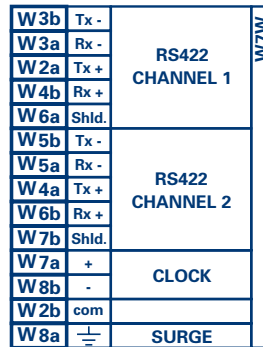 W3b Tx -
W3a Rx -
W2a Tx +
W4b Rx +
W6a Shld.
RS422
CHANNEL 1
W5b Tx -
W5a Rx -
W4a Tx +
W6b Rx +
W7b Shld.
RS422
CHANNEL 2
W7a +
W8b -
CLOCK
W2b com
W8a SURGE